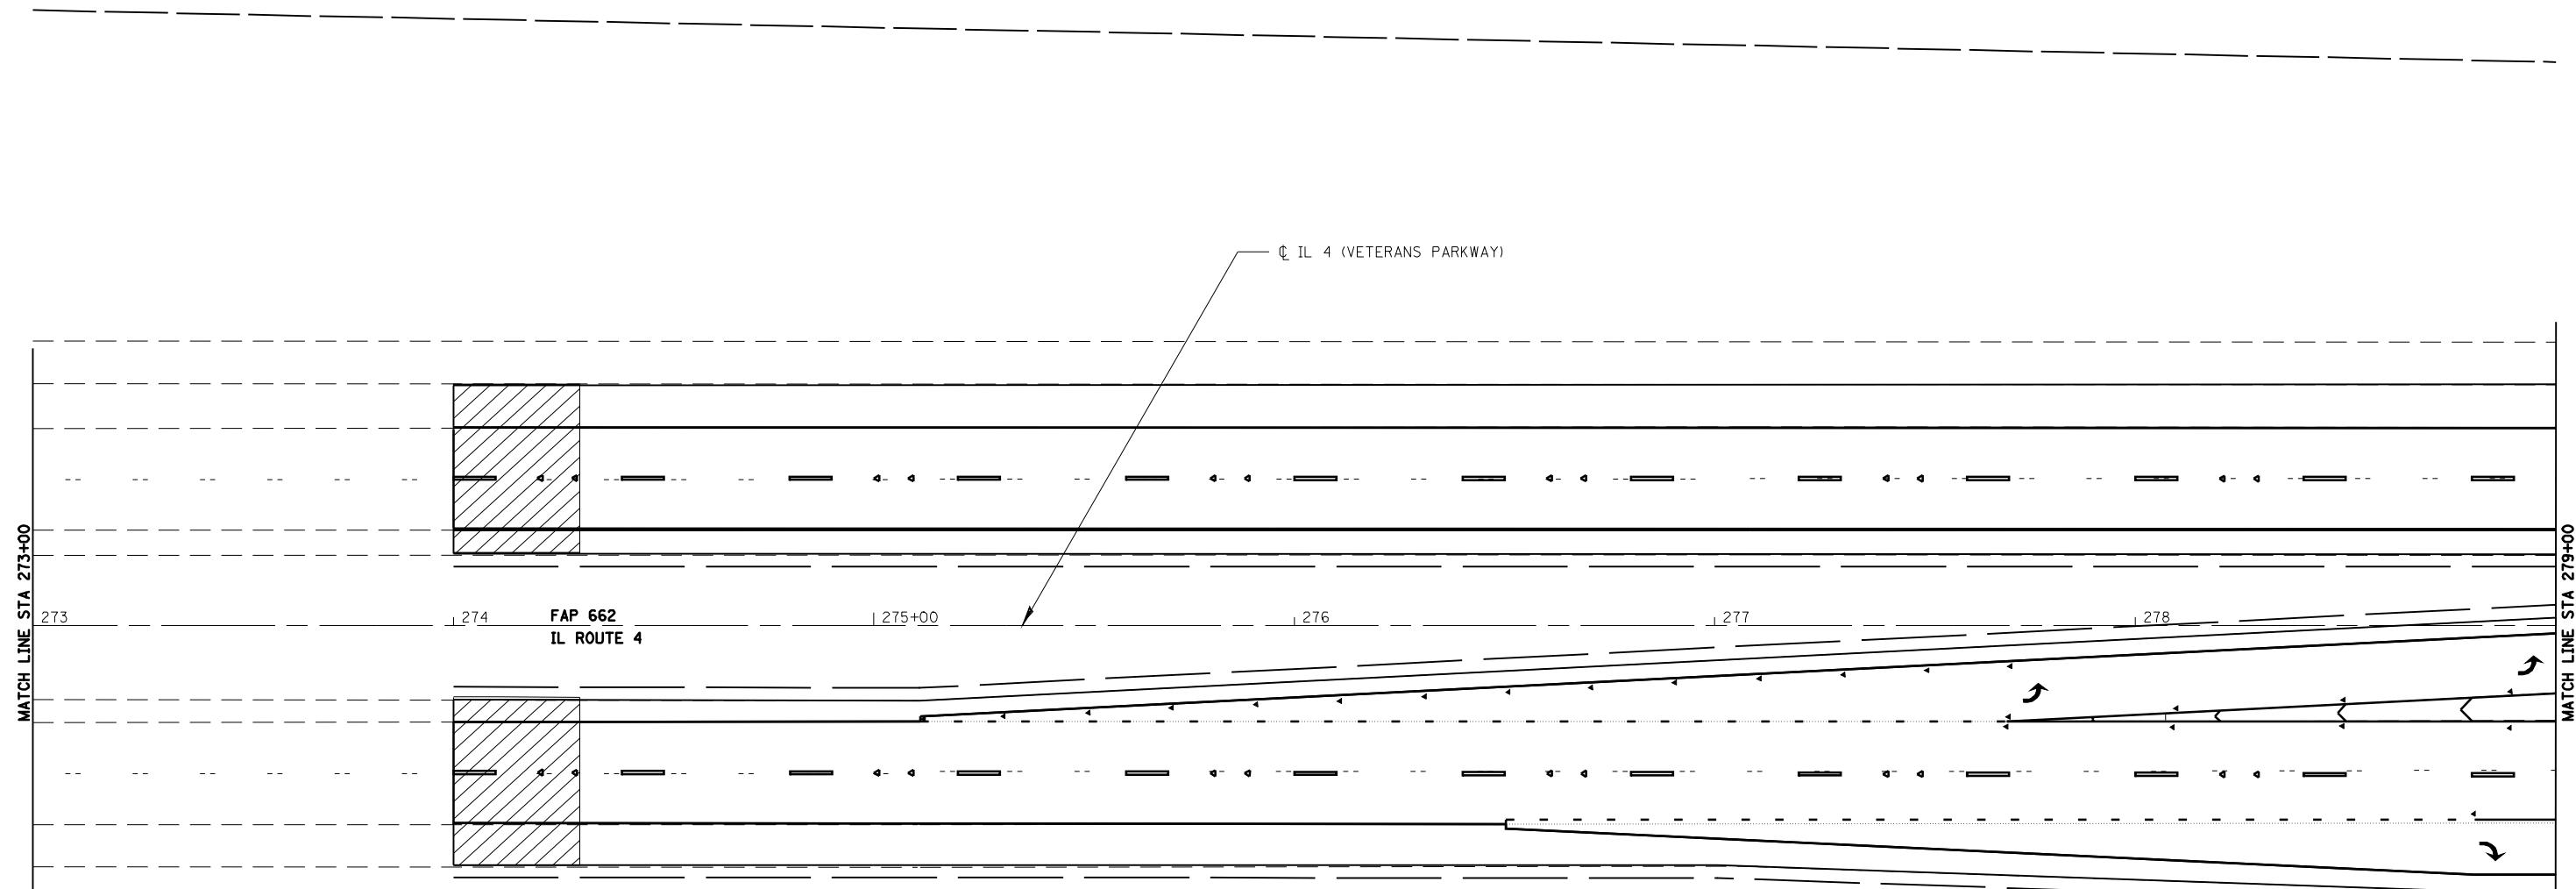 ℄ IL 4 (VETERANS PARKWAY)
MATCH LINE STA 273+00
273
274
FAP 662
IL ROUTE 4
275+00
276
277
278
MATCH LINE STA 279+00